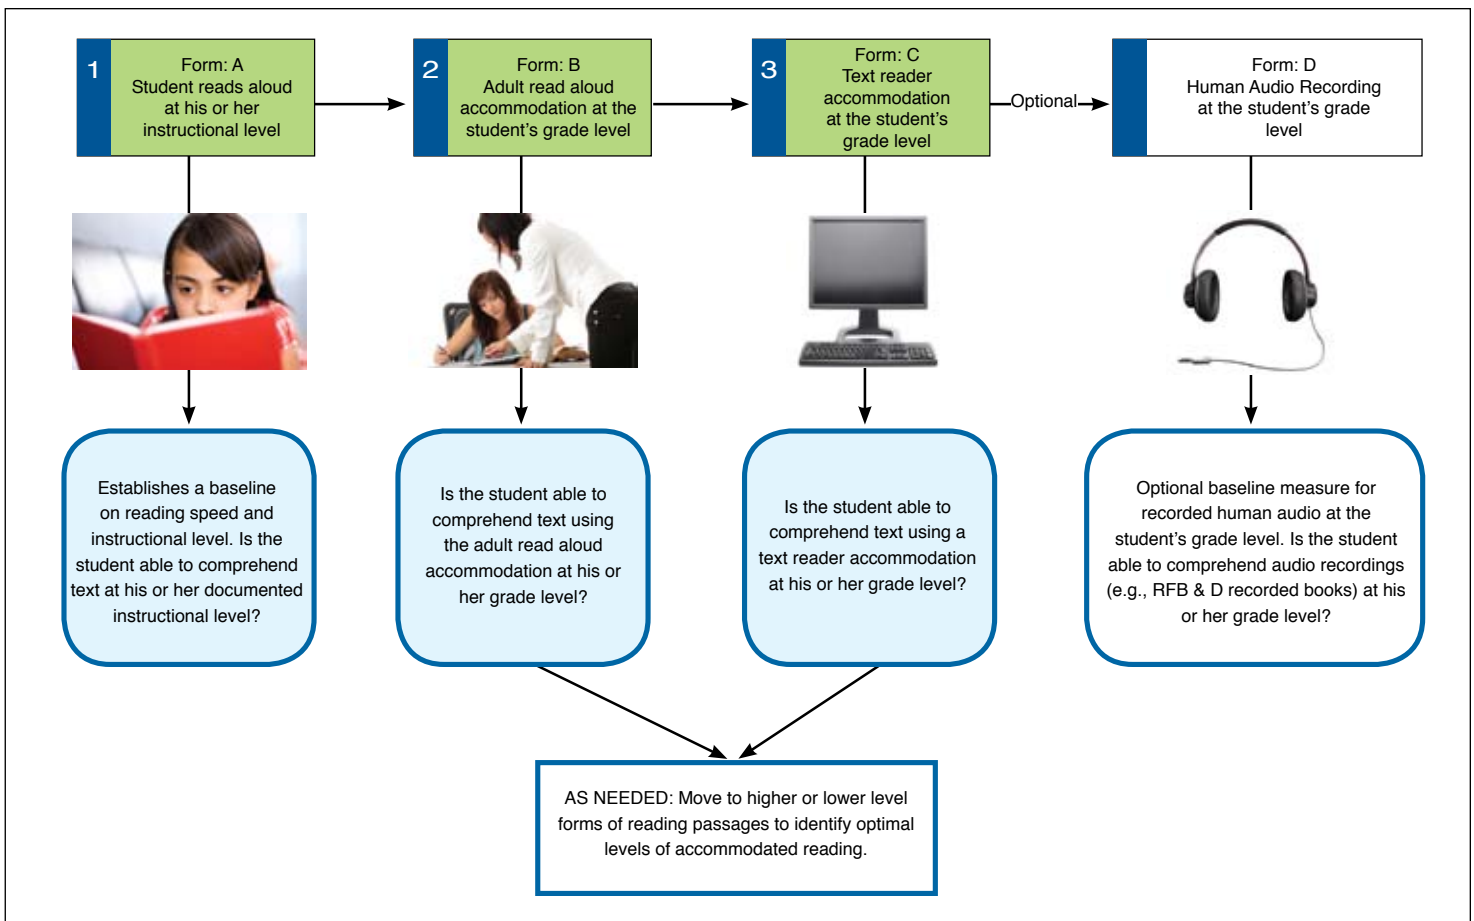 1
Form: A
Student reads aloud
at his or her
instructional level
2
Form: B
Adult read aloud
accommodation at the
student's grade level
3
Form: C
Text reader
accommodation
at the student's
grade level
Optional
Form: D
Human Audio Recording
at the student's grade
level
Establishes a baseline
on reading speed and
instructional level. Is the
student able to comprehend
text at his or her documented
instructional level?
Is the student able to
comprehend text using
the adult read aloud
accommodation at his or
her grade level?
Is the student able to
comprehend text using a
text reader accommodation
at his or her grade level?
Optional baseline measure for
recorded human audio at the
student's grade level. Is the student
able to comprehend audio recordings
(e.g., RFB & D recorded books) at his
or her grade level?
AS NEEDED: Move to higher or lower level
forms of reading passages to identify optimal
levels of accommodated reading.